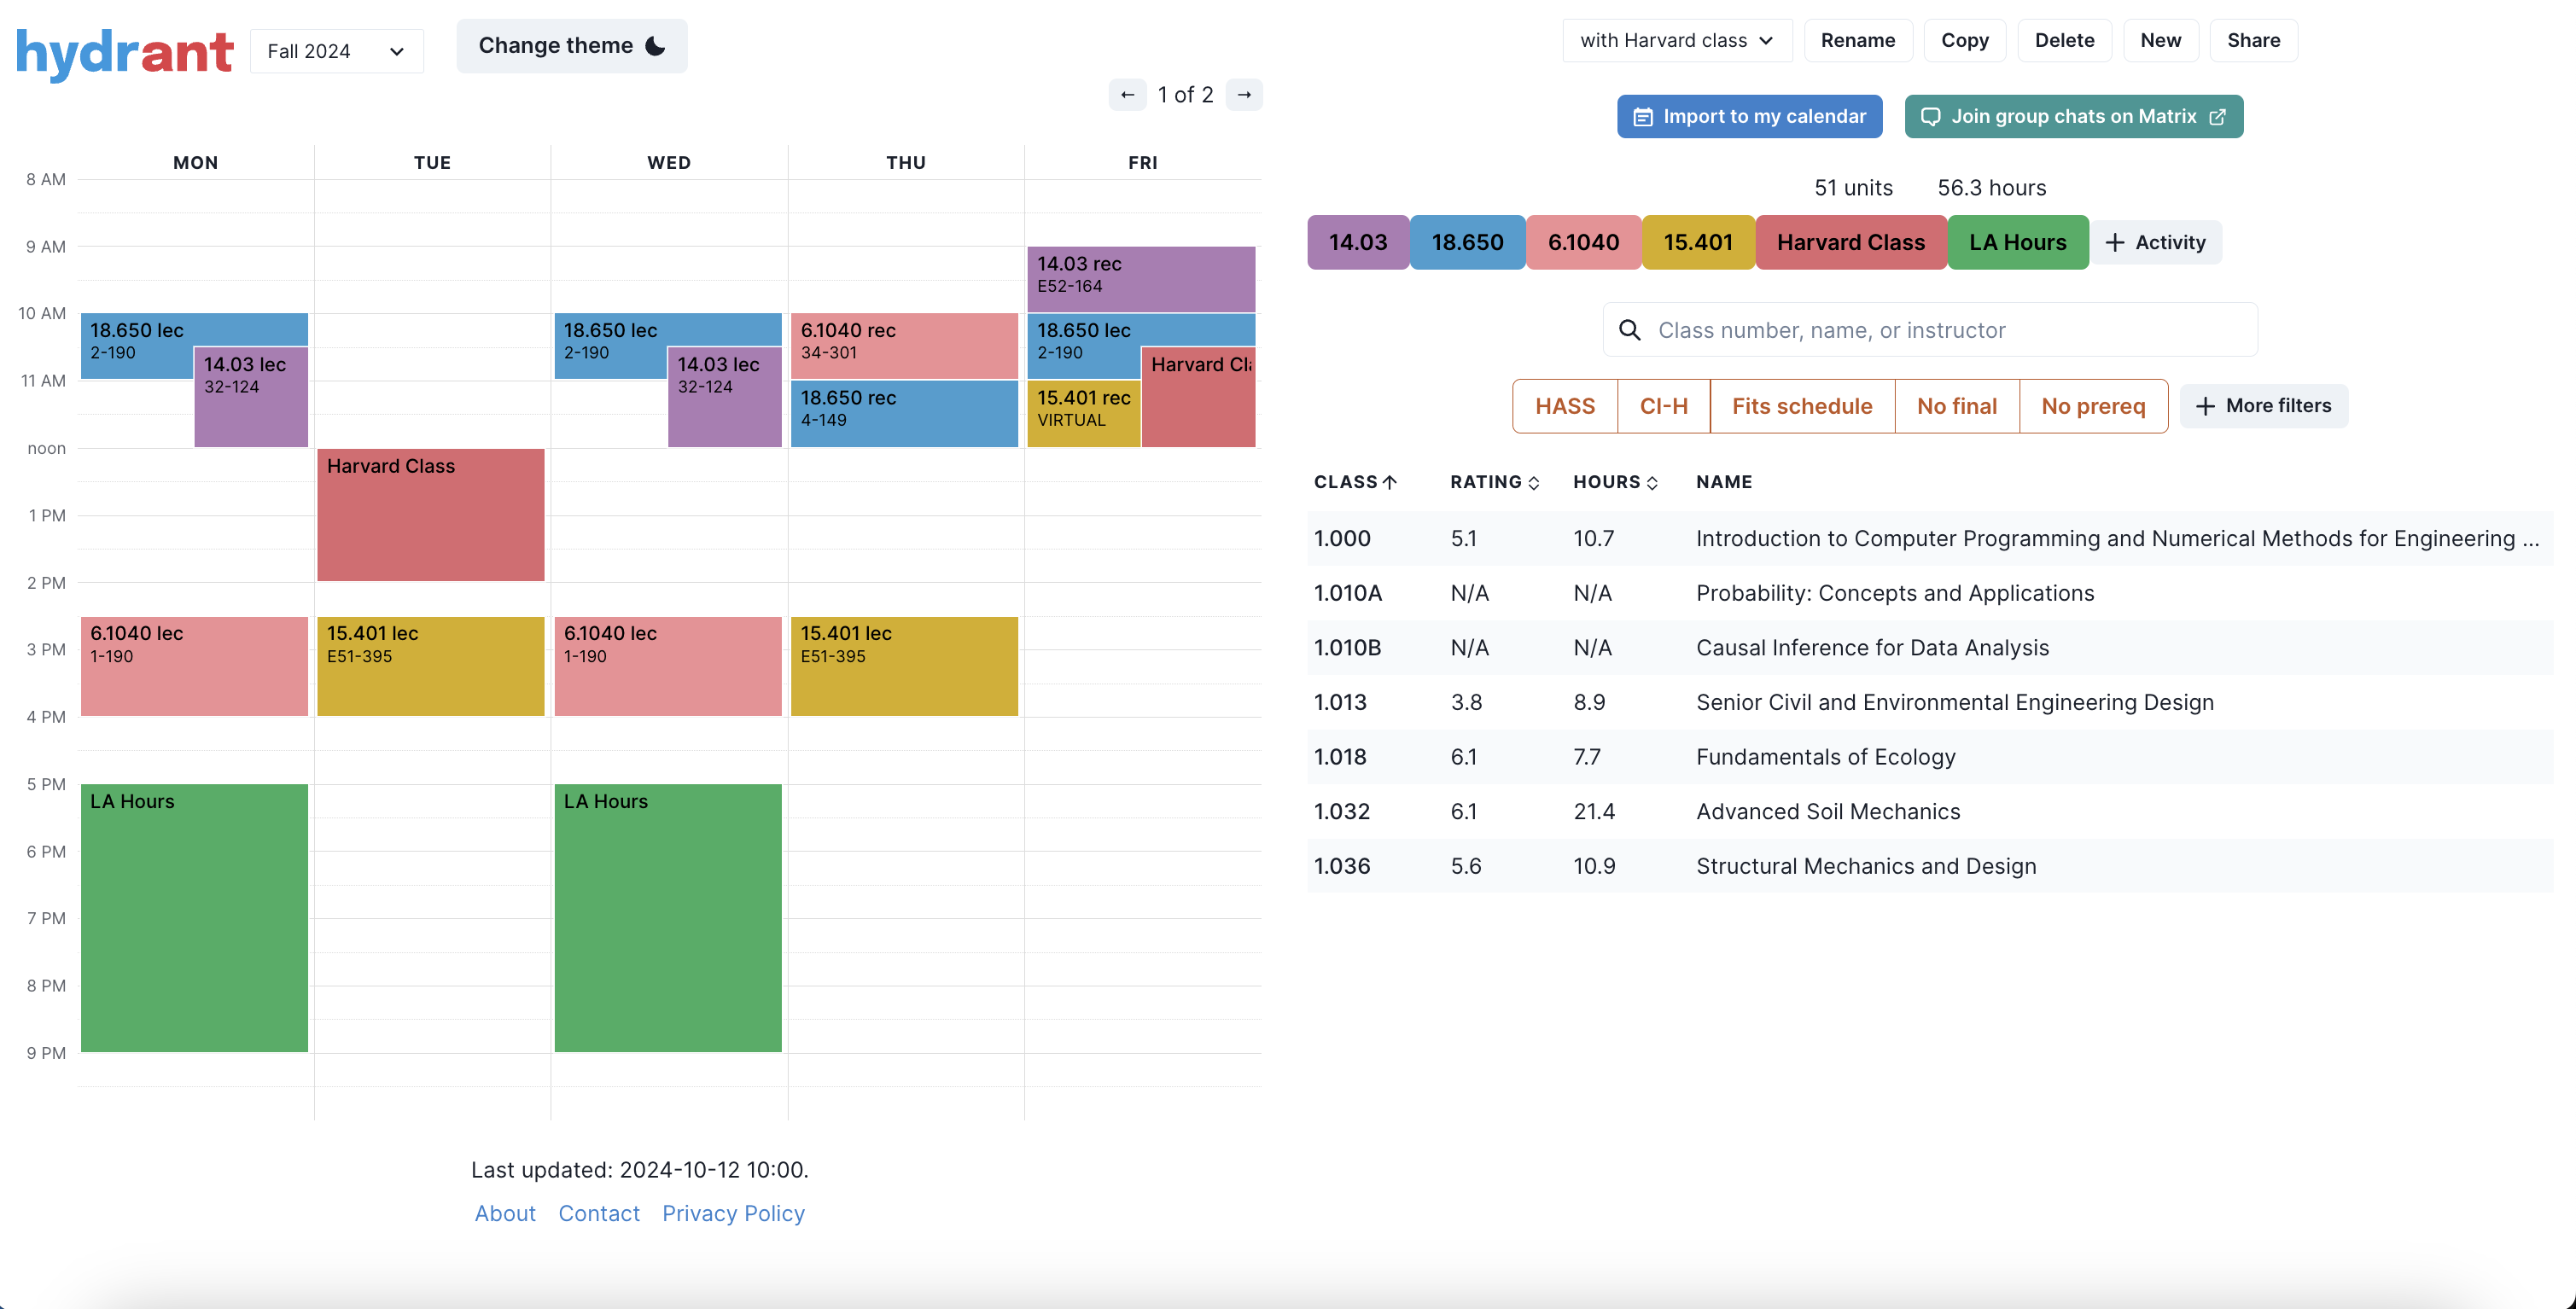 hydrant
Fall 2024
Change theme
← 1 of 2 →
MON TUE WED THU FRI
8 AM
9 AM
10 AM
11 AM
noon
1 PM
2 PM
3 PM
4 PM
5 PM
6 PM
7 PM
8 PM
9 PM
18.650 lec
2-190
14.03 lec
32-124
6.1040 lec
1-190
LA Hours
Harvard Class
15.401 lec
E51-395
18.650 lec
2-190
14.03 lec
32-124
6.1040 lec
1-190
LA Hours
6.1040 rec
34-301
18.650 rec
4-149
15.401 lec
E51-395
14.03 rec
E52-164
18.650 lec
2-190
Harvard Cla
15.401 rec
VIRTUAL
Last updated: 2024-10-12 10:00.
About Contact Privacy Policy
with Harvard class Rename Copy Delete New Share
Import to my calendar Join group chats on Matrix
51 units 56.3 hours
14.03 18.650 6.1040 15.401 Harvard Class LA Hours + Activity
Class number, name, or instructor
HASS CI-H Fits schedule No final No prereq + More filters
CLASS RATING HOURS NAME
1.000 5.1 10.7 Introduction to Computer Programming and Numerical Methods for Engineering ...
1.010A N/A N/A Probability: Concepts and Applications
1.010B N/A N/A Causal Inference for Data Analysis
1.013 3.8 8.9 Senior Civil and Environmental Engineering Design
1.018 6.1 7.7 Fundamentals of Ecology
1.032 6.1 21.4 Advanced Soil Mechanics
1.036 5.6 10.9 Structural Mechanics and Design